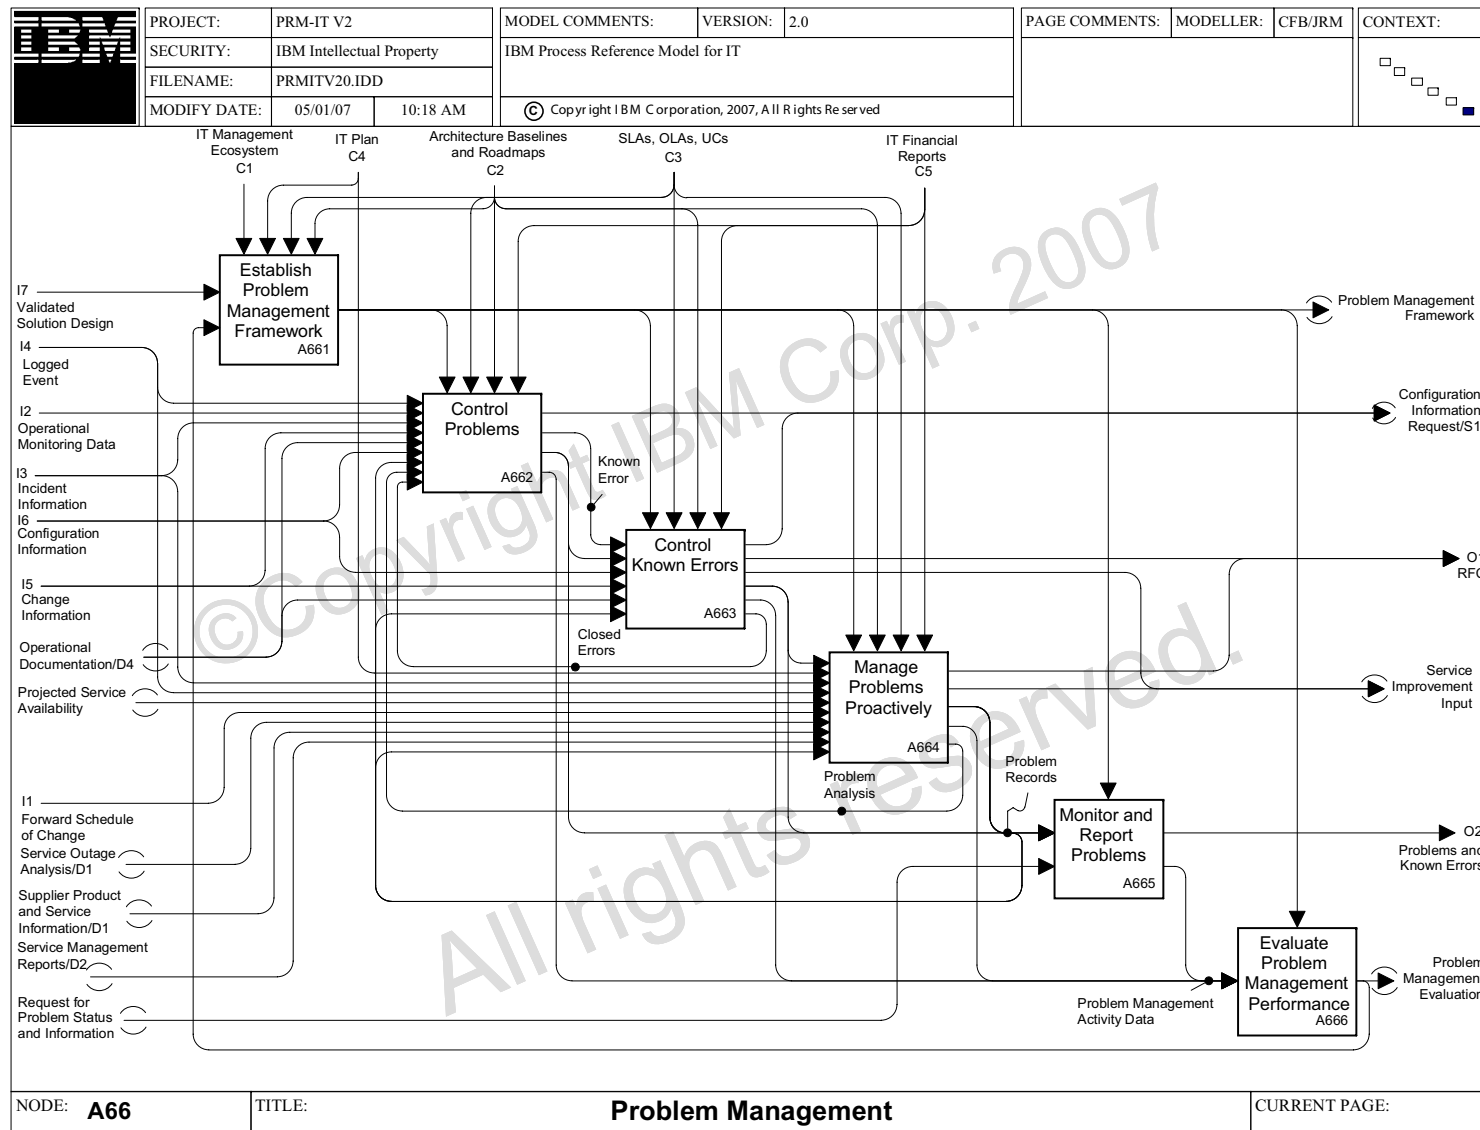 IBM
PROJECT: PRM-IT V2
SECURITY: IBM Intellectual Property
FILENAME: PRMITV20.IDD
MODIFY DATE: 05/01/07 10:18 AM
MODEL COMMENTS: VERSION: 2.0
IBM Process Reference Model for IT
© Copyright IBM Corporation, 2007, All Rights Reserved
PAGE COMMENTS: MODELLER: CFB/JRM
CONTEXT:
IT Management
Ecosystem
C1
IT Plan
C4
Architecture Baselines
and Roadmaps
C2
SLAs, OLAs, UCs
C3
IT Financial
Reports
C5
I7
Validated
Solution Design
I4
Logged
Event
I2
Operational
Monitoring Data
I3
Incident
Information
I6
Configuration
Information
I5
Change
Information
Operational
Documentation/D4
Projected Service
Availability
I1
Forward Schedule
of Change
Service Outage
Analysis/D1
Supplier Product
and Service
Information/D1
Service Management
Reports/D2
Request for
Problem Status
and Information
Establish
Problem
Management
Framework
A661
Control
Problems
A662
Known
Error
Control
Known Errors
A663
Closed
Errors
Manage
Problems
Proactively
A664
Problem
Analysis
Problem
Records
Monitor and
Report
Problems
A665
Problem Management
Activity Data
Evaluate
Problem
Management
Performance
A666
Problem Management
Framework
Configuration
Information
Request/S1
O1
RFC
Service
Improvement
Input
O2
Problems and
Known Errors
Problem
Management
Evaluation
©Copyright IBM Corp. 2007
All rights reserved.
NODE: A66
TITLE: Problem Management
CURRENT PAGE: